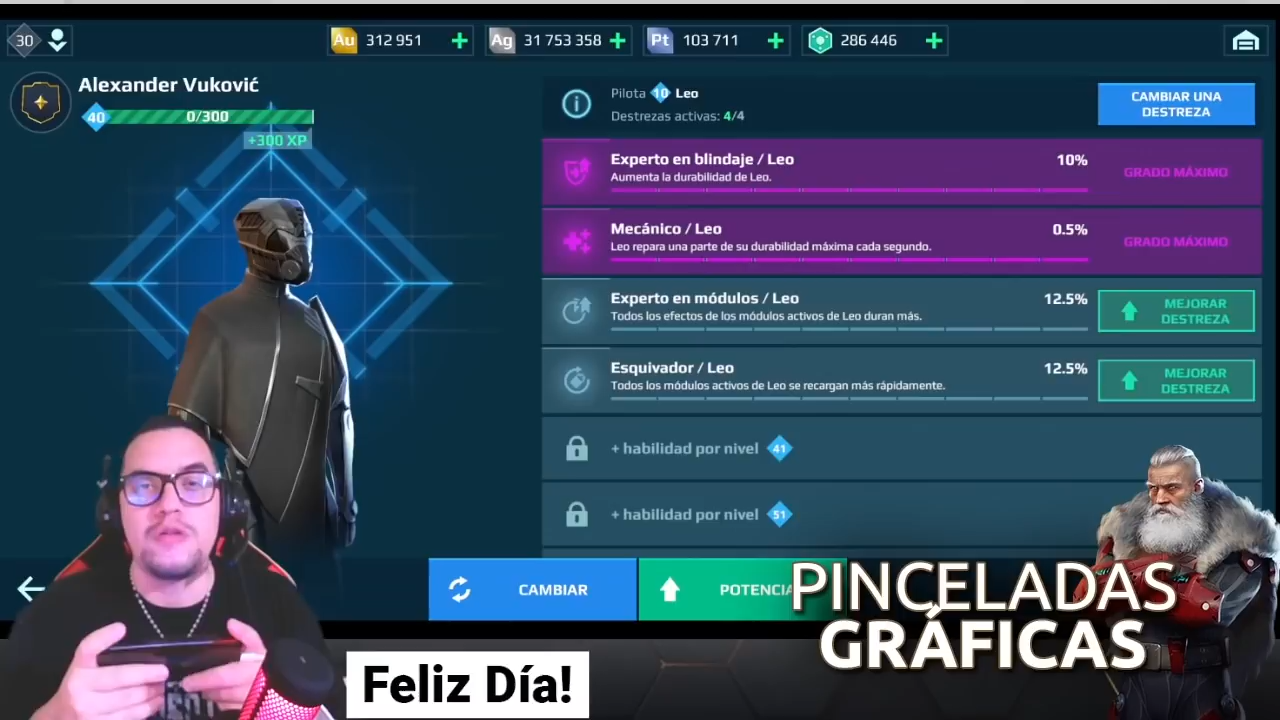 30
Au 312 951
Ag 31 753 358
Pt 103 711
286 446
Alexander Vuković
40
0/300
+300 XP
Pilota 10 Leo
Destrezas activas: 4/4
CAMBIAR UNA
DESTREZA
Experto en blindaje / Leo
10%
Aumenta la durabilidad de Leo.
GRADO MÁXIMO
Mecánico / Leo
0.5%
Leo repara una parte de su durabilidad máxima cada segundo.
GRADO MÁXIMO
Experto en módulos / Leo
12.5%
Todos los efectos de los módulos activos de Leo duran más.
MEJORAR
DESTREZA
Esquivador / Leo
12.5%
Todos los módulos activos de Leo se recargan más rápidamente.
MEJORAR
DESTREZA
+ habilidad por nivel 41
+ habilidad por nivel 51
CAMBIAR
PINCELADAS
GRÁFICAS
Feliz Día!